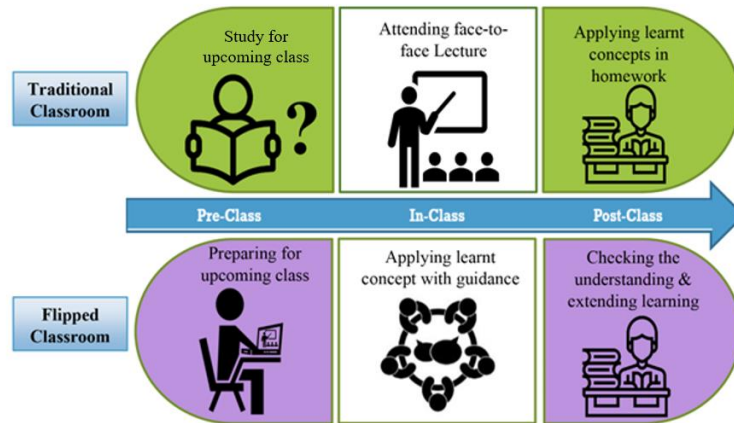 Traditional
Classroom
Study for
upcoming class
?
Attending face-to-
face Lecture
Applying learnt
concepts in
homework
Pre-Class
In-Class
Post-Class
Flipped
Classroom
Preparing for
upcoming class
Applying learnt
concept with guidance
Checking the
understanding &
extending learning